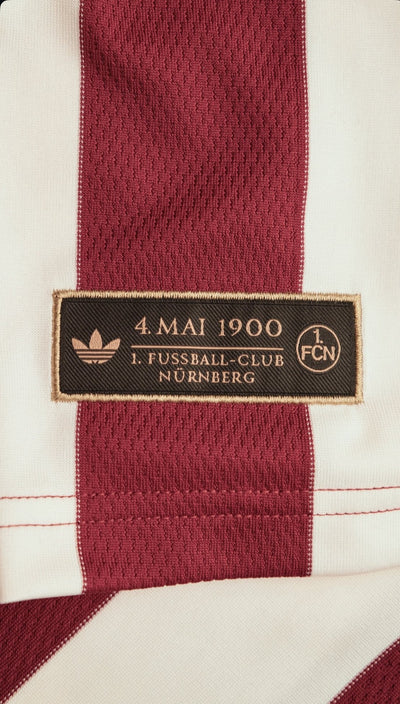 4. MAI 1900
1. FUSSBALL-CLUB
NÜRNBERG
1.
FCN